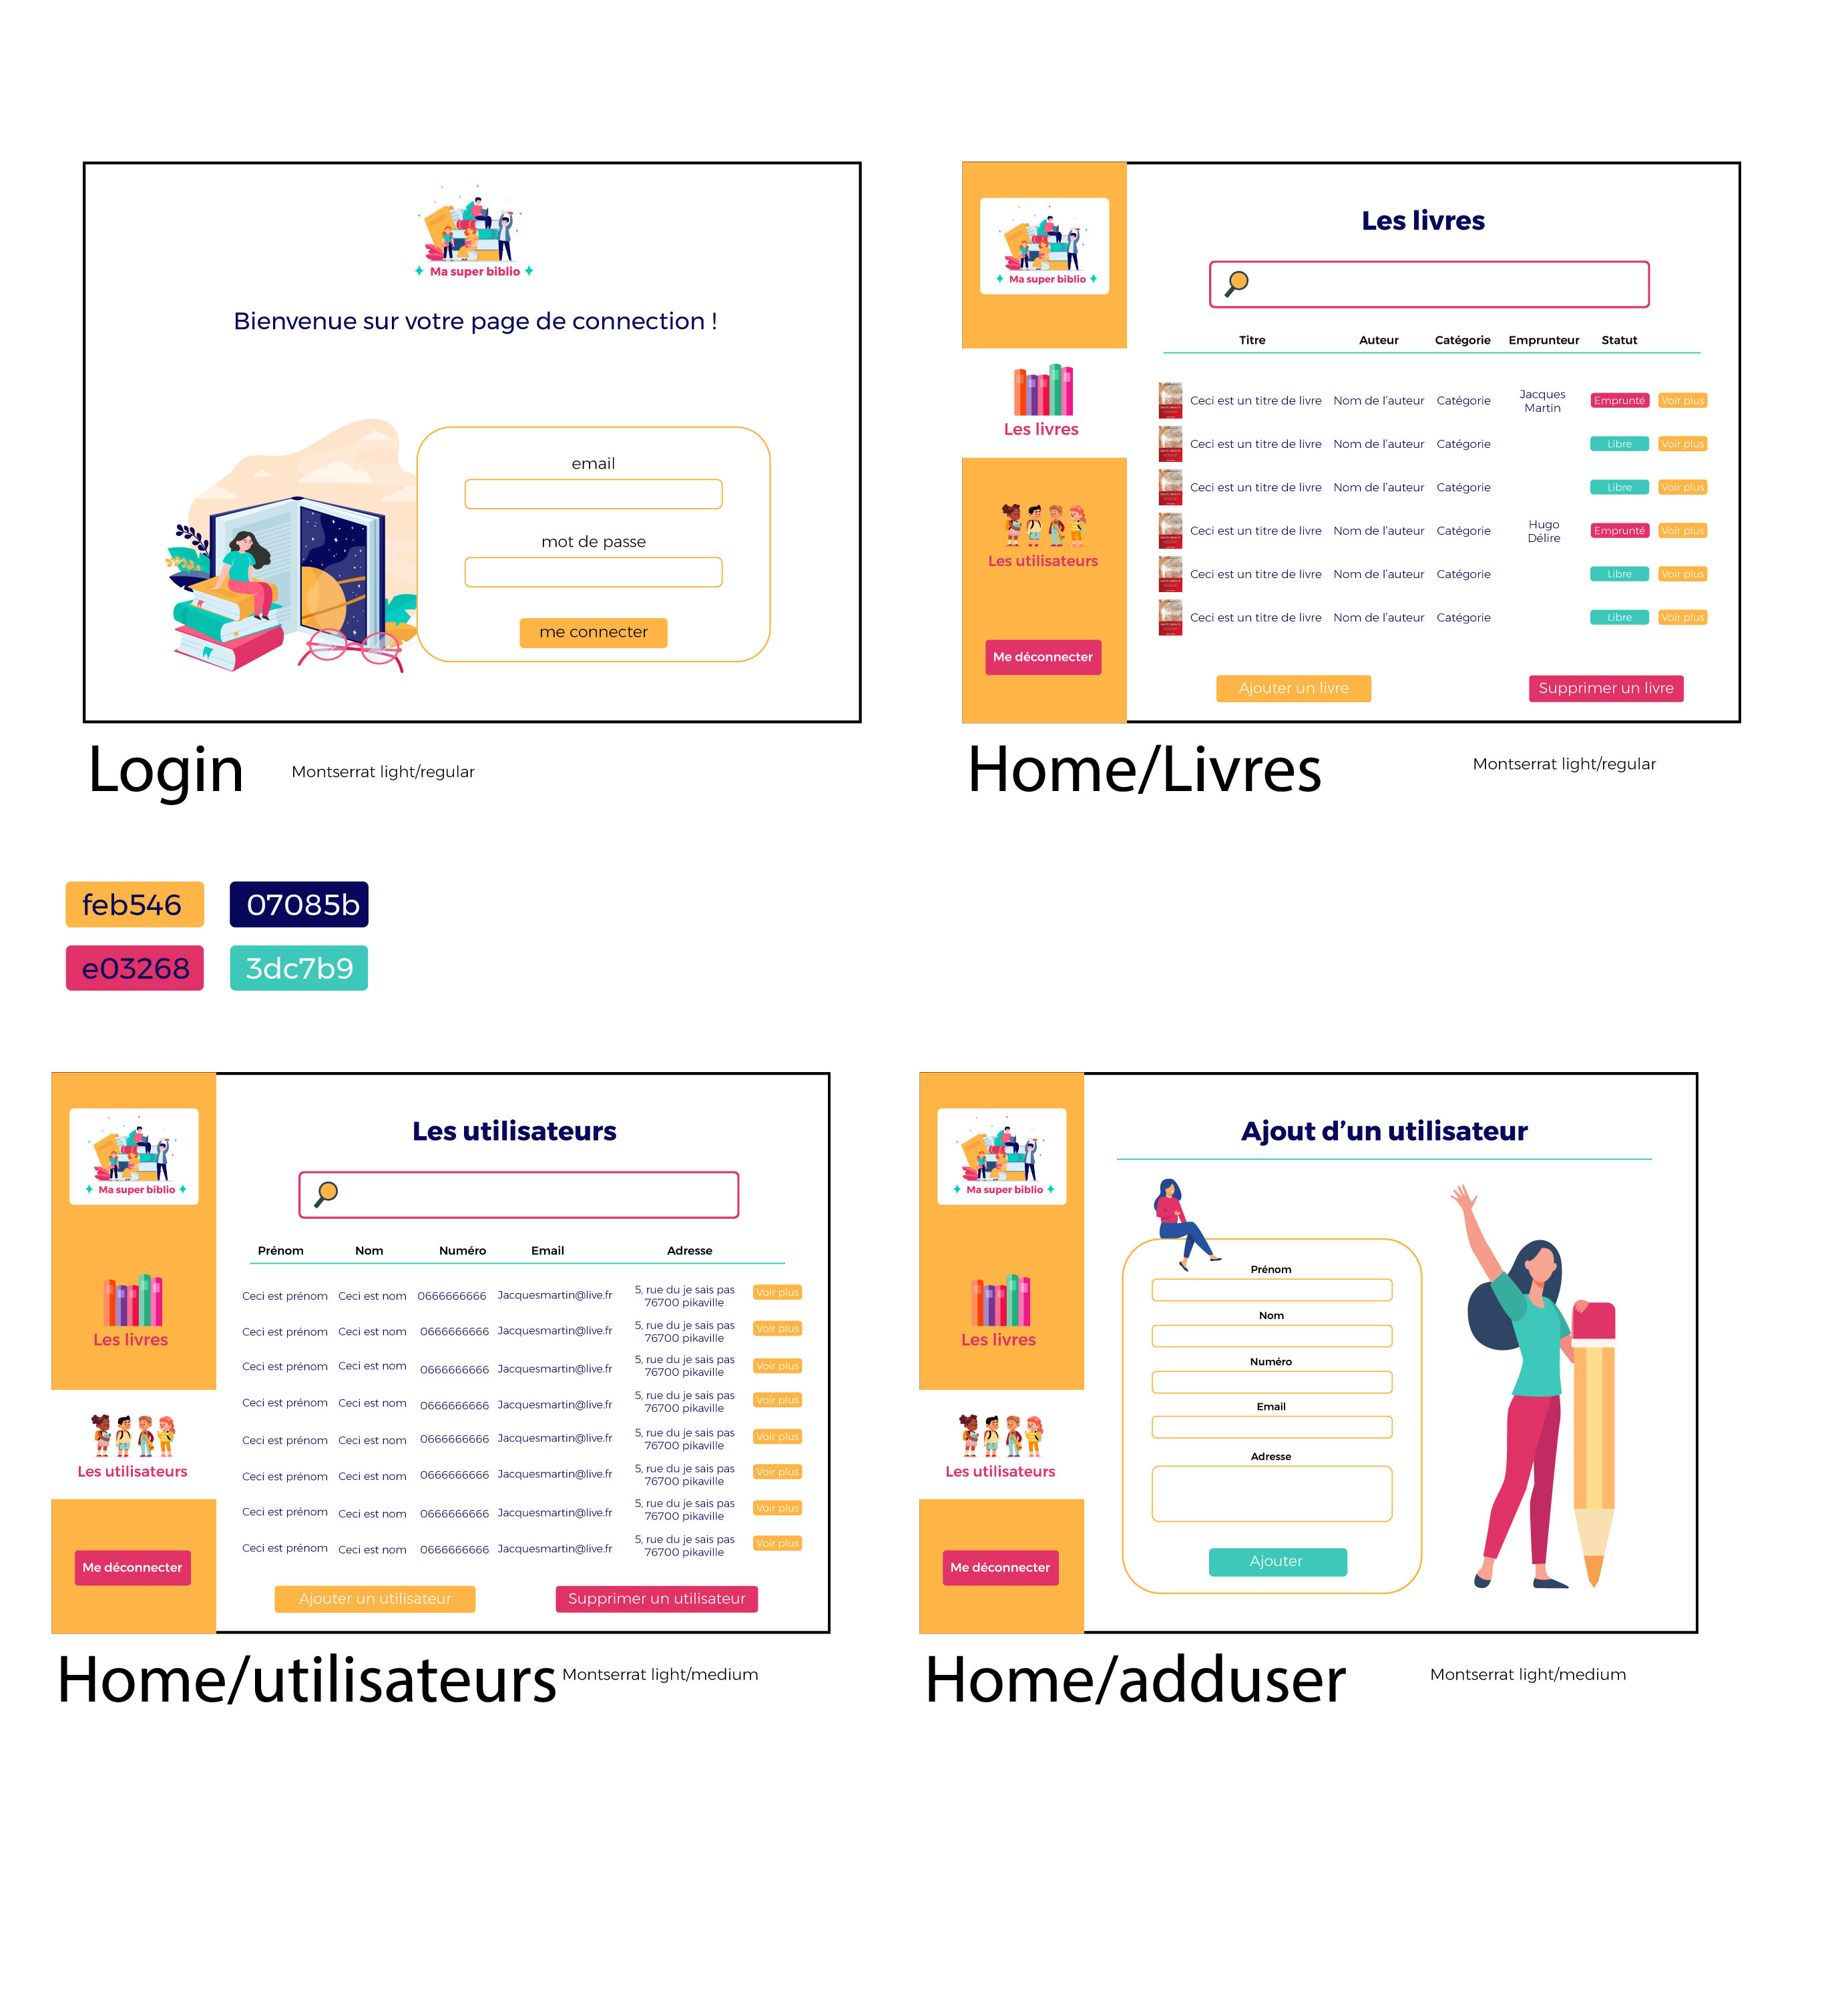 Ma super biblio
Bienvenue sur votre page de connection !
email
mot de passe
me connecter
Login
Montserrat light/regular
Ma super biblio
Les livres
Les utilisateurs
Me déconnecter
Les livres
Titre Auteur Catégorie Emprunteur Statut
Ceci est un titre de livre Nom de l'auteur Catégorie Jacques Martin Emprunté Voir plus
Ceci est un titre de livre Nom de l'auteur Catégorie Libre Voir plus
Ceci est un titre de livre Nom de l'auteur Catégorie Libre Voir plus
Ceci est un titre de livre Nom de l'auteur Catégorie Hugo Délire Emprunté Voir plus
Ceci est un titre de livre Nom de l'auteur Catégorie Libre Voir plus
Ceci est un titre de livre Nom de l'auteur Catégorie Libre Voir plus
Ajouter un livre Supprimer un livre
Home/Livres
Montserrat light/regular
feb546 07085b
e03268 3dc7b9
Ma super biblio
Les livres
Les utilisateurs
Me déconnecter
Les utilisateurs
Prénom Nom Numéro Email Adresse
Ceci est prénom Ceci est nom 0666666666 Jacquesmartin@live.fr 5, rue du je sais pas 76700 pikaville Voir plus
Ceci est prénom Ceci est nom 0666666666 Jacquesmartin@live.fr 5, rue du je sais pas 76700 pikaville Voir plus
Ceci est prénom Ceci est nom 0666666666 Jacquesmartin@live.fr 5, rue du je sais pas 76700 pikaville Voir plus
Ceci est prénom Ceci est nom 0666666666 Jacquesmartin@live.fr 5, rue du je sais pas 76700 pikaville Voir plus
Ceci est prénom Ceci est nom 0666666666 Jacquesmartin@live.fr 5, rue du je sais pas 76700 pikaville Voir plus
Ceci est prénom Ceci est nom 0666666666 Jacquesmartin@live.fr 5, rue du je sais pas 76700 pikaville Voir plus
Ceci est prénom Ceci est nom 0666666666 Jacquesmartin@live.fr 5, rue du je sais pas 76700 pikaville Voir plus
Ceci est prénom Ceci est nom 0666666666 Jacquesmartin@live.fr 5, rue du je sais pas 76700 pikaville Voir plus
Ajouter un utilisateur Supprimer un utilisateur
Home/utilisateurs
Montserrat light/medium
Ma super biblio
Les livres
Les utilisateurs
Me déconnecter
Ajout d'un utilisateur
Prénom
Nom
Numéro
Email
Adresse
Ajouter
Home/adduser
Montserrat light/medium